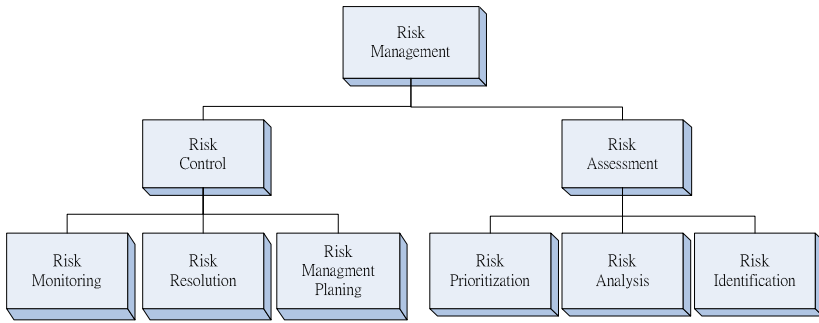 Risk
Management
Risk
Control
Risk
Assessment
Risk
Monitoring
Risk
Resolution
Risk
Managment
Planing
Risk
Prioritization
Risk
Analysis
Risk
Identification